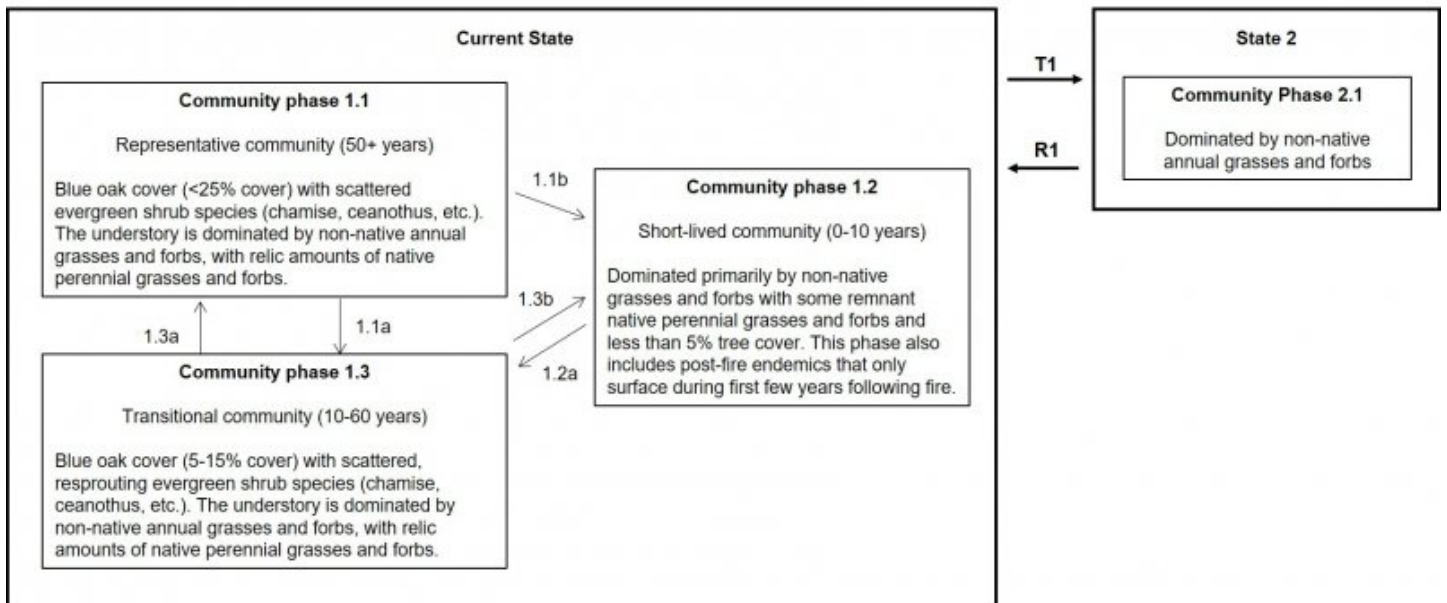 Current State
Community phase 1.1
Representative community (50+ years)
Blue oak cover (<25% cover) with scattered
evergreen shrub species (chamise, ceanothus, etc.).
The understory is dominated by non-native annual
grasses and forbs, with relic amounts of native
perennial grasses and forbs.
1.1b
1.3a
1.1a
1.3b
1.2a
Community phase 1.2
Short-lived community (0-10 years)
Dominated primarily by non-native
grasses and forbs with some remnant
native perennial grasses and forbs and
less than 5% tree cover. This phase also
includes post-fire endemics that only
surface during first few years following fire.
Community phase 1.3
Transitional community (10-60 years)
Blue oak cover (5-15% cover) with scattered,
resprouting evergreen shrub species (chamise,
ceanothus, etc.). The understory is dominated by
non-native annual grasses and forbs, with relic
amounts of native perennial grasses and forbs.
T1
R1
State 2
Community Phase 2.1
Dominated by non-native
annual grasses and forbs